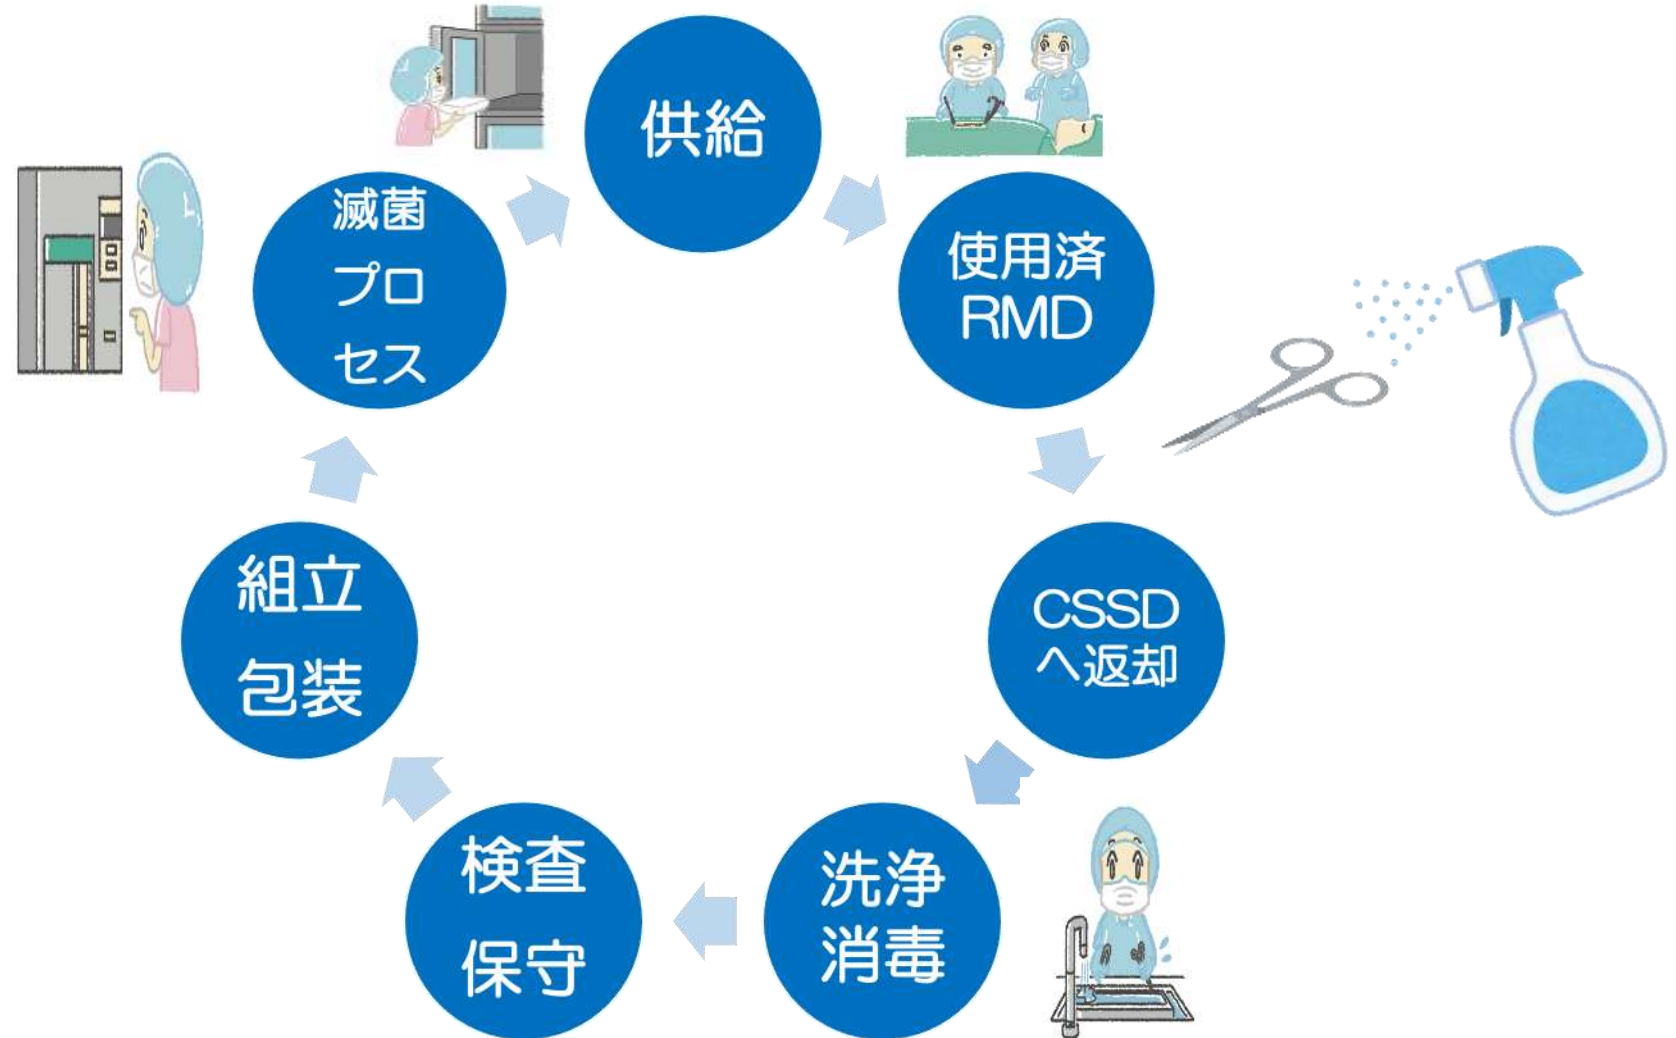 供給
使用済
RMD
CSSD
へ返却
洗浄
消毒
検査
保守
組立
包装
滅菌
プロ
セス